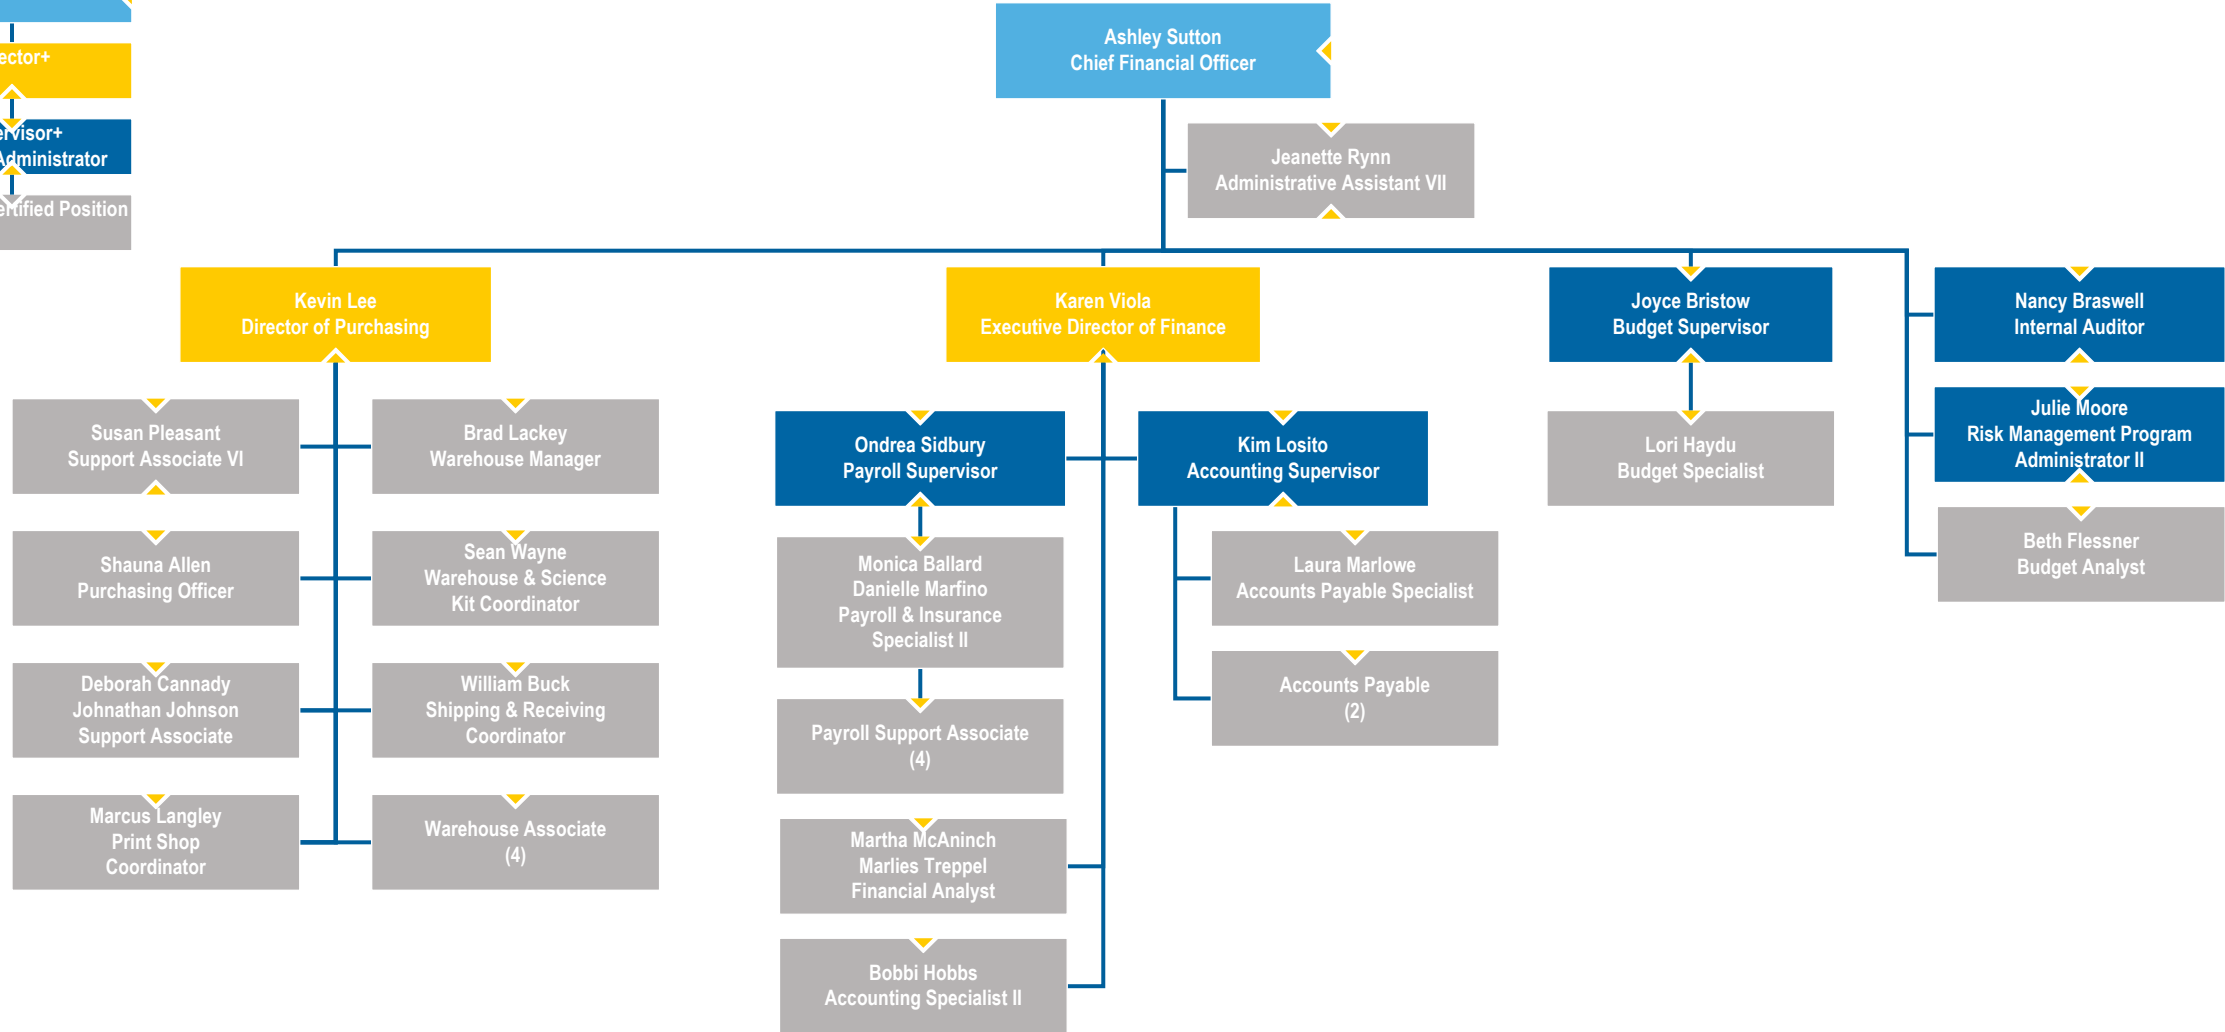 Administrator
Position
Ashley Sutton
Chief Financial Officer
Jeanette Rynn
Administrative Assistant VII
Kevin Lee
Director of Purchasing
Karen Viola
Executive Director of Finance
Joyce Bristow
Budget Supervisor
Nancy Braswell
Internal Auditor
Julie Moore
Risk Management Program
Administrator II
Beth Flessner
Budget Analyst
Susan Pleasant
Support Associate VI
Brad Lackey
Warehouse Manager
Shauna Allen
Purchasing Officer
Sean Wayne
Warehouse & Science
Kit Coordinator
Deborah Cannady
Johnathan Johnson
Support Associate
William Buck
Shipping & Receiving
Coordinator
Marcus Langley
Print Shop
Coordinator
Warehouse Associate
(4)
Ondrea Sidbury
Payroll Supervisor
Kim Losito
Accounting Supervisor
Monica Ballard
Danielle Marfino
Payroll & Insurance
Specialist II
Payroll Support Associate
(4)
Martha McAninch
Marlies Treppel
Financial Analyst
Bobbi Hobbs
Accounting Specialist II
Laura Marlowe
Accounts Payable Specialist
Accounts Payable
(2)
Lori Haydu
Budget Specialist